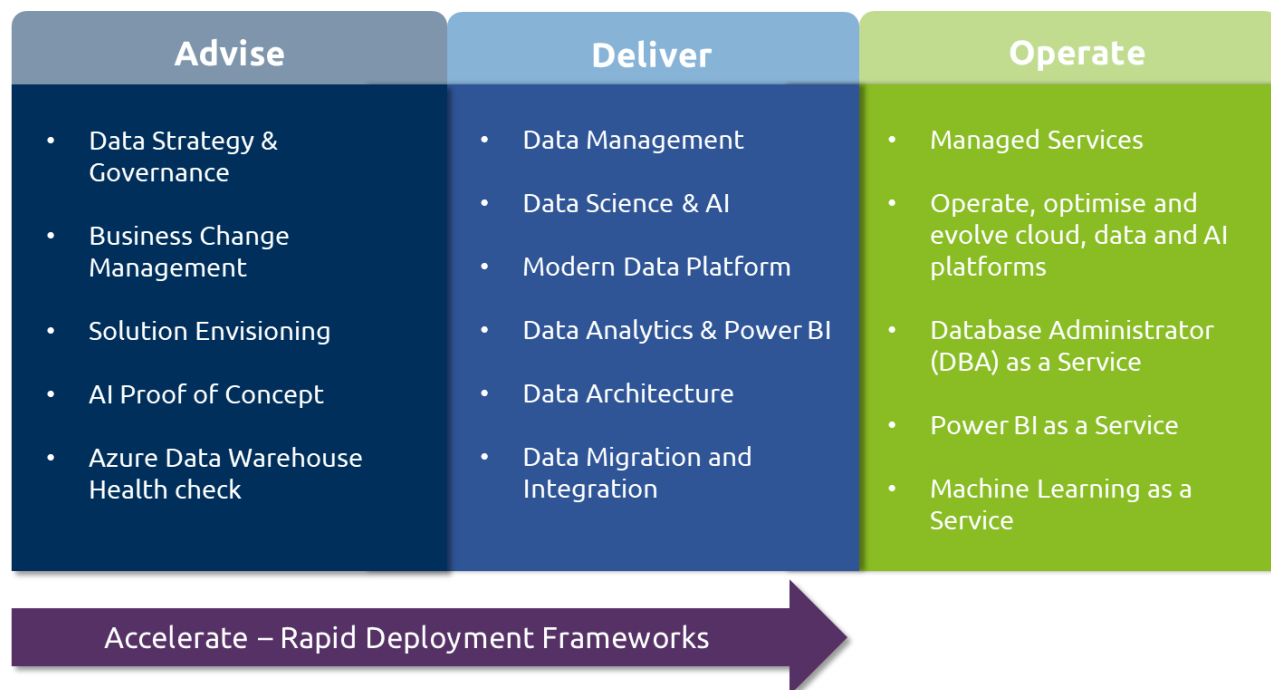 Advise
• Data Strategy &
Governance
• Business Change
Management
• Solution Envisioning
• AI Proof of Concept
• Azure Data Warehouse
Health check
Deliver
• Data Management
• Data Science & AI
• Modern Data Platform
• Data Analytics & Power BI
• Data Architecture
• Data Migration and
Integration
Operate
• Managed Services
• Operate, optimise and
evolve cloud, data and AI
platforms
• Database Administrator
(DBA) as a Service
• Power BI as a Service
• Machine Learning as a
Service
Accelerate – Rapid Deployment Frameworks